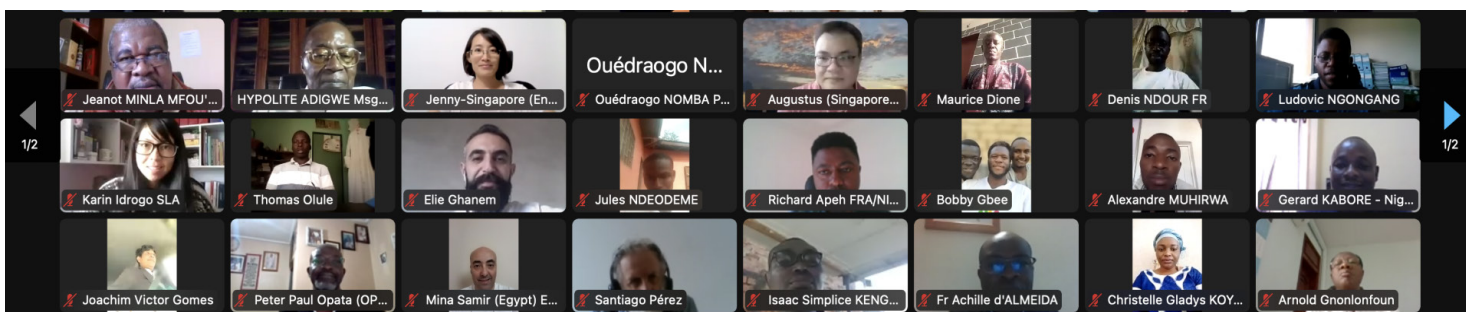 Jeanot MINLA MFOU'...
HYPOLITE ADIGWE Msg...
Jenny-Singapore (En...
Ouédraogo N...
Ouédraogo NOMBA P...
Augustus (Singapore...
Maurice Dione
Denis NDOUR FR
Ludovic NGONGANG
1/2
1/2
Karin Idrogo SLA
Thomas Olule
Elie Ghanem
Jules NDEODEME
Richard Apeh FRA/NI...
Bobby Gbee
Alexandre MUHIRWA
Gerard KABORE - Nig...
Joachim Victor Gomes
Peter Paul Opata (OP...
Mina Samir (Egypt) E...
Santiago Pérez
Isaac Simplice KENG...
Fr Achille d'ALMEIDA
Christelle Gladys KOY...
Arnold Gnonlonfoun